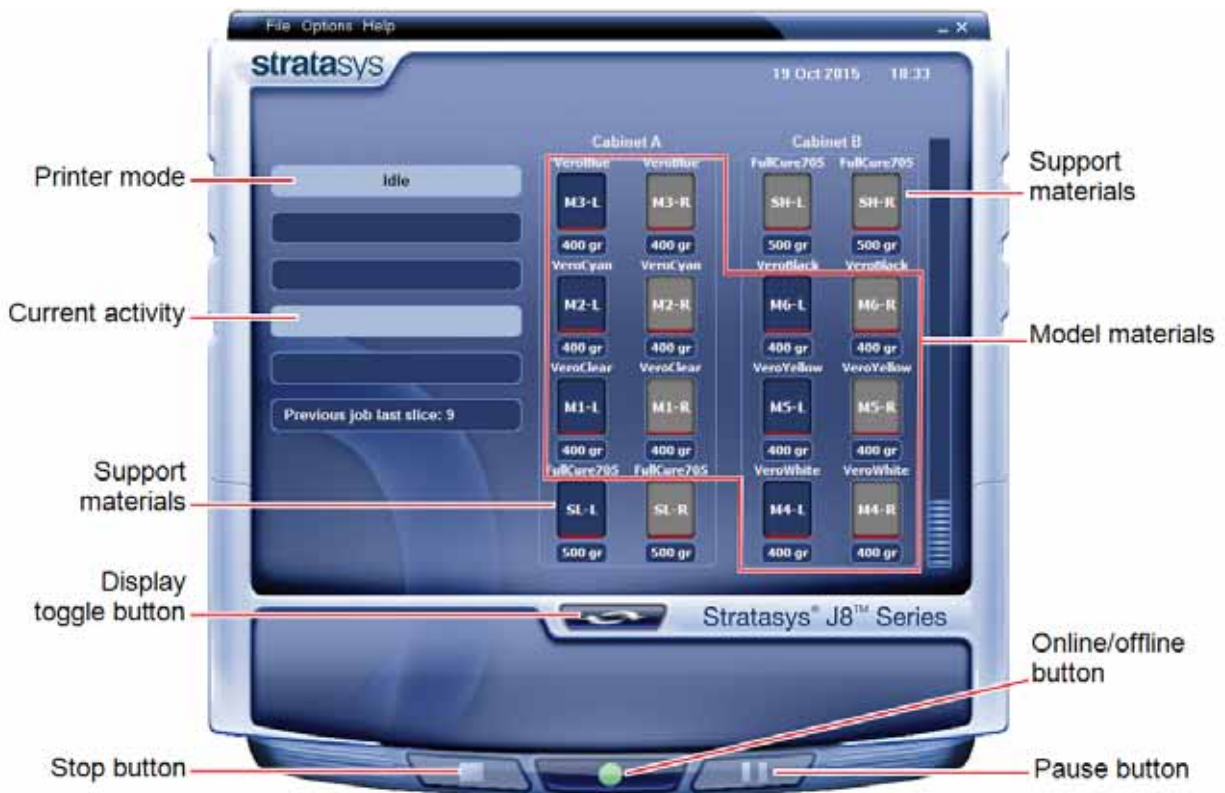 File Options Help
stratasys
19 Oct 2015 18:33
Cabinet A
Cabinet B
Printer mode
Idle
VeroBlue VeroBlue
FullCure705 FullCure705
Support
materials
M3-L M3-R
SH-L SH-R
400 gr 400 gr
500 gr 500 gr
VeroCyan VeroCyan
VeroBlack VeroBlack
Current activity
M2-L M2-R
M6-L M6-R
Model materials
400 gr 400 gr
400 gr 400 gr
VeroClear VeroClear
VeroYellow VeroYellow
Previous job last slice: 9
M1-L M1-R
M5-L M5-R
400 gr 400 gr
400 gr 400 gr
FullCure705 FullCure705
VeroWhite VeroWhite
Support
materials
SL-L SL-R
M4-L M4-R
500 gr 500 gr
400 gr 400 gr
Display
toggle button
Stratasys® J8™ Series
Online/offline
button
Stop button
Pause button